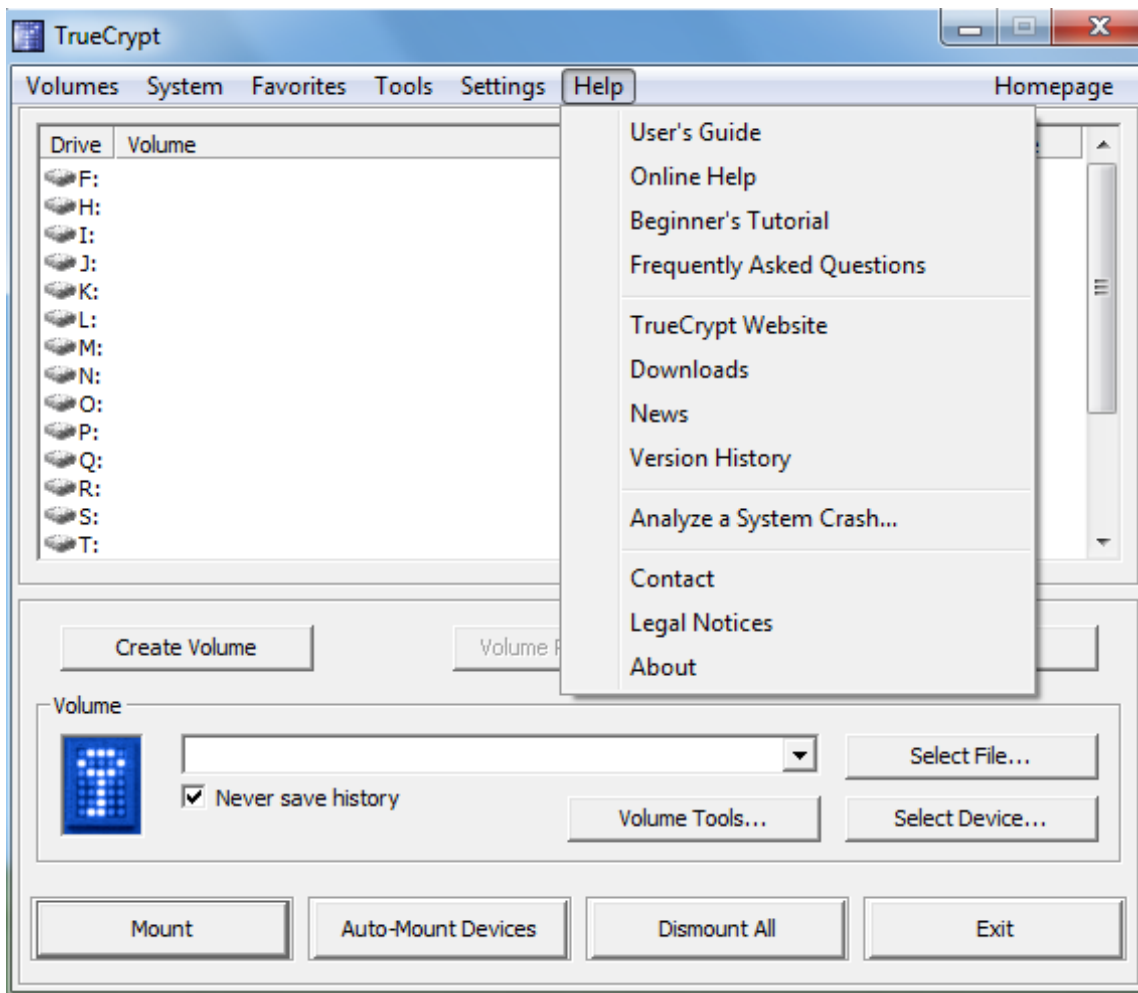 TrueCrypt
Volumes System Favorites Tools Settings Help Homepage
Drive Volume
F:
H:
I:
J:
K:
L:
M:
N:
O:
P:
Q:
R:
S:
T:
User's Guide
Online Help
Beginner's Tutorial
Frequently Asked Questions
TrueCrypt Website
Downloads
News
Version History
Analyze a System Crash...
Contact
Legal Notices
About
Create Volume
Volume
Volume
Never save history
Select File...
Volume Tools...
Select Device...
Mount
Auto-Mount Devices
Dismount All
Exit